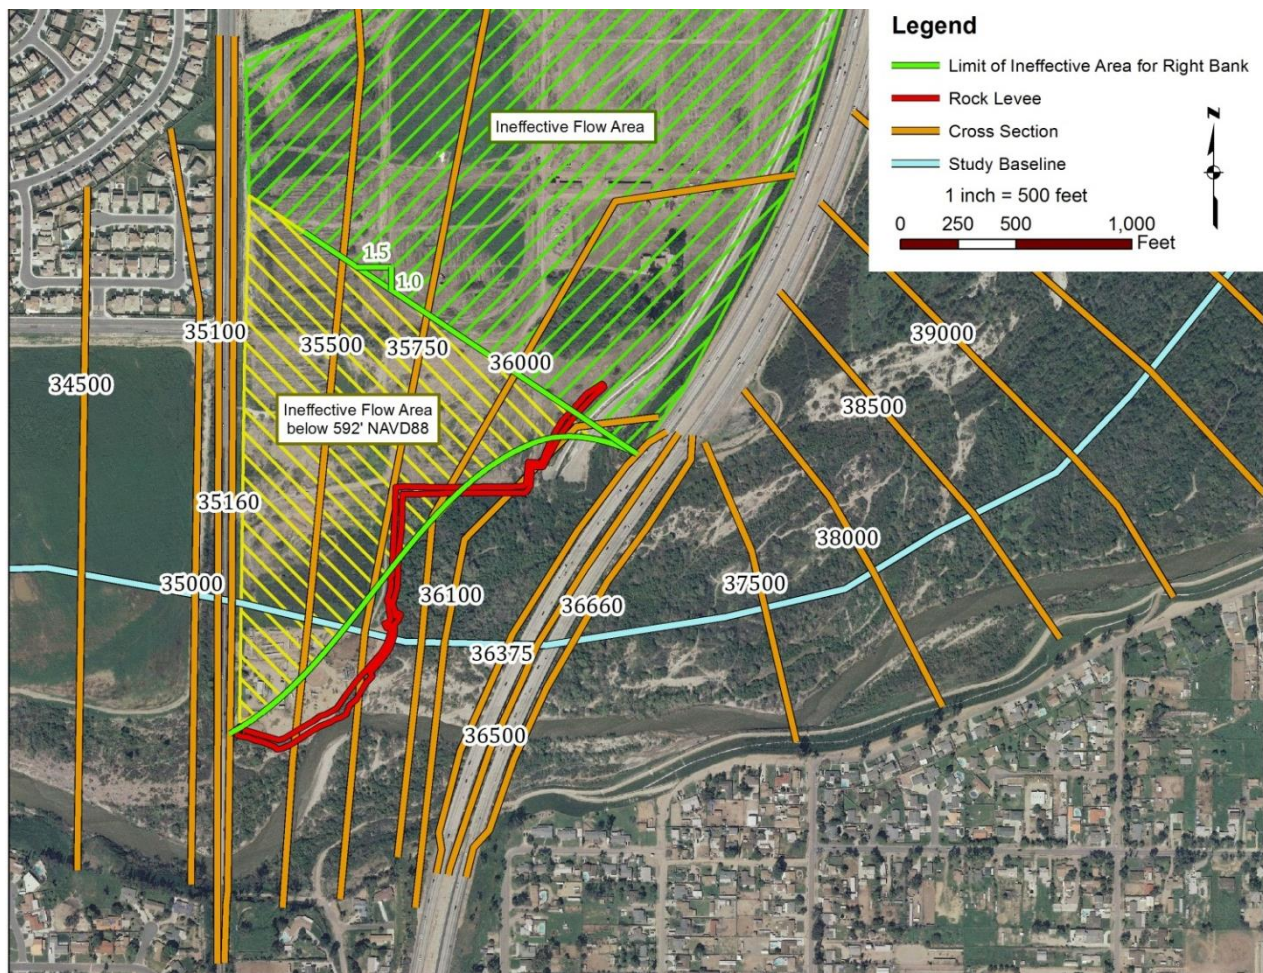 Legend
Limit of Ineffective Area for Right Bank
Rock Levee
Cross Section
Study Baseline
1 inch = 500 feet
0 250 500 1,000
Feet
N
Ineffective Flow Area
1.5
1.0
35100
35500
35750
36000
39000
34500
38500
Ineffective Flow Area
below 592' NAVD88
35160
38000
35000
36100
36660
37500
36375
36500